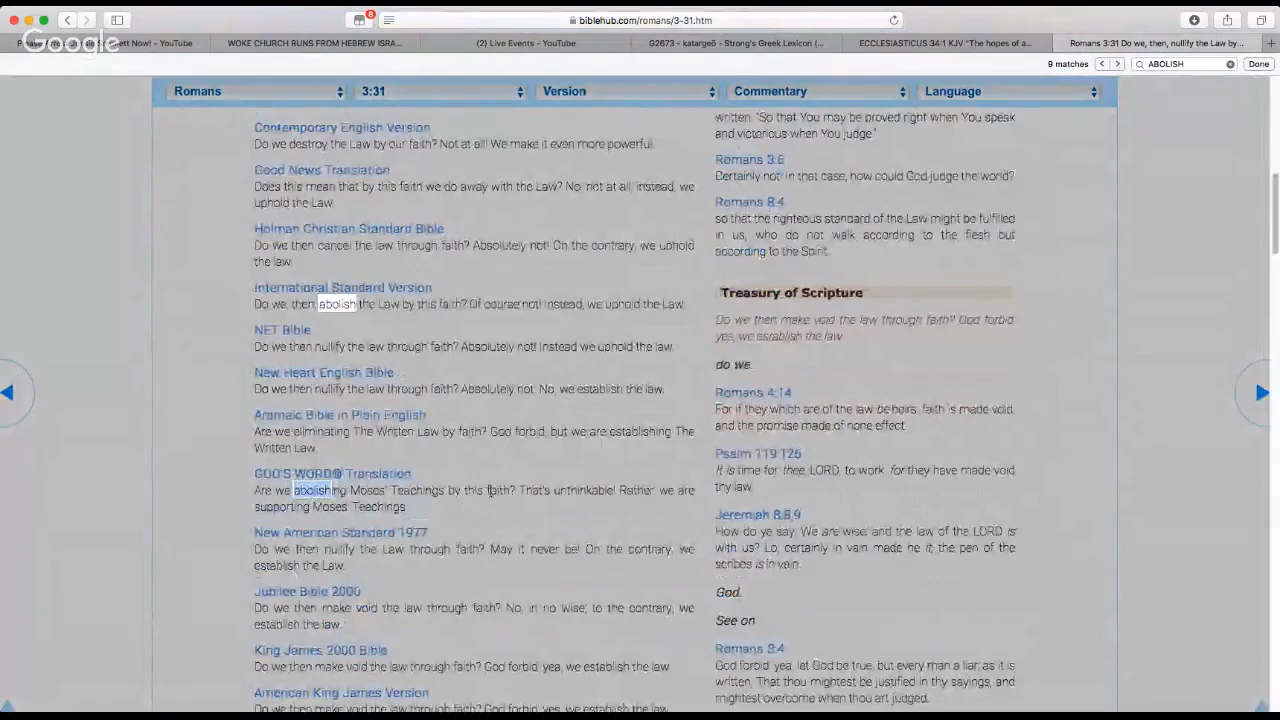 biblehub.com/romans/3-31.htm
8
Google
Now! - YouTube
WOKE CHURCH RUNS FROM HEBREW ISRA...
(2) Live Events - YouTube
G2673 - katargeō - Strong's Greek Lexicon (...
ECCLESIASTICUS 34:1 KJV "The hopes of a...
Romans 3:31 Do we, then, nullify the Law by...
9 matches
ABOLISH
Done
Romans
3:31
Version
Commentary
Language
Contemporary English Version
Do we destroy the Law by our faith? Not at all! We make it even more powerful.
Good News Translation
Does this mean that by this faith we do away with the Law? No, not at all; instead, we
uphold the Law.
Holman Christian Standard Bible
Do we then cancel the law through faith? Absolutely not! On the contrary, we uphold
the law.
International Standard Version
Do we, then, abolish the Law by this faith? Of course not! Instead, we uphold the Law.
NET Bible
Do we then nullify the law through faith? Absolutely not! Instead we uphold the law.
New Heart English Bible
Do we then nullify the law through faith? Absolutely not. No, we establish the law.
Aramaic Bible in Plain English
Are we eliminating The Written Law by faith? God forbid, but we are establishing The
Written Law.
GOD'S WORD® Translation
Are we abolishing Moses' Teachings by this faith? That's unthinkable! Rather, we are
supporting Moses' Teachings.
New American Standard 1977
Do we then nullify the Law through faith? May it never be! On the contrary, we
establish the Law.
Jubilee Bible 2000
Do we then make void the law through faith? No, in no wise; to the contrary, we
establish the law.
King James 2000 Bible
Do we then make void the law through faith? God forbid: yea, we establish the law.
American King James Version
Do we then make void the law through faith? God forbid: yes, we establish the law.
written: "So that You may be proved right when You speak
and victorious when You judge."
Romans 3:6
Certainly not! In that case, how could God judge the world?
Romans 8:4
so that the righteous standard of the Law might be fulfilled
in us, who do not walk according to the flesh but
according to the Spirit.
Treasury of Scripture
Do we then make void the law through faith? God forbid:
yes, we establish the law.
do we.
Romans 4:14
For if they which are of the law be heirs, faith is made void,
and the promise made of none effect:
Psalm 119:126
It is time for thee, LORD, to work: for they have made void
thy law.
Jeremiah 8:8,9
How do ye say, We are wise, and the law of the LORD is
with us? Lo, certainly in vain made he it; the pen of the
scribes is in vain.
God.
See on
Romans 3:4
God forbid: yea, let God be true, but every man a liar; as it is
written, That thou mightest be justified in thy sayings, and
mightest overcome when thou art judged.